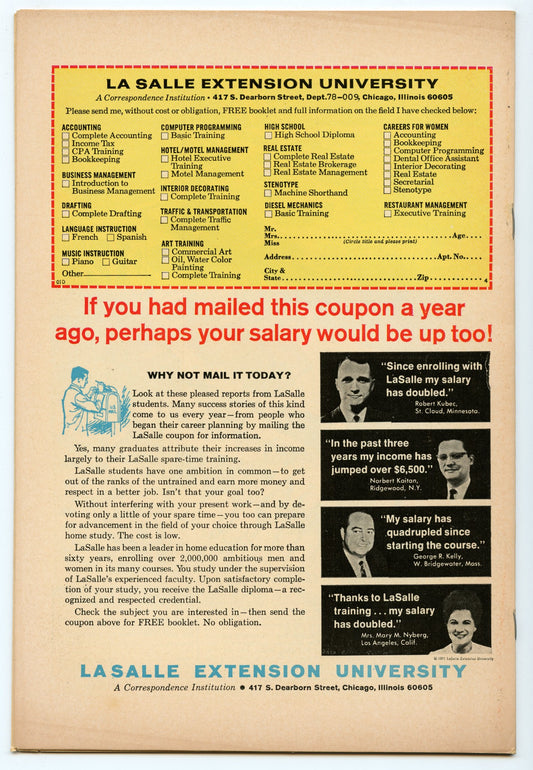 LA SALLE EXTENSION UNIVERSITY
A Correspondence Institution • 417 S. Dearborn Street, Dept.78-009, Chicago, Illinois 60605
Please send me, without cost or obligation, FREE booklet and full information on the field I have checked below:
ACCOUNTING
Complete Accounting
Income Tax
CPA Training
Bookkeeping
BUSINESS MANAGEMENT
Introduction to
Business Management
DRAFTING
Complete Drafting
LANGUAGE INSTRUCTION
French Spanish
MUSIC INSTRUCTION
Piano Guitar
Other
01D
COMPUTER PROGRAMMING
Basic Training
HOTEL/MOTEL MANAGEMENT
Hotel Executive
Training
Motel Management
INTERIOR DECORATING
Complete Training
TRAFFIC & TRANSPORTATION
Complete Traffic
Management
ART TRAINING
Commercial Art
Oil, Water Color
Painting
Complete Training
HIGH SCHOOL
High School Diploma
REAL ESTATE
Complete Real Estate
Real Estate Brokerage
Real Estate Management
STENOTYPE
Machine Shorthand
DIESEL MECHANICS
Basic Training
CAREERS FOR WOMEN
Accounting
Bookkeeping
Computer Programming
Dental Office Assistant
Interior Decorating
Real Estate
Secretarial
Stenotype
RESTAURANT MANAGEMENT
Executive Training
Mr.
Mrs. Age
Miss (Circle title and please print)
Address Apt. No.
City &
State Zip
4
If you had mailed this coupon a year
ago, perhaps your salary would be up too!
WHY NOT MAIL IT TODAY?
Look at these pleased reports from LaSalle
students. Many success stories of this kind
come to us every year—from people who
began their career planning by mailing the
LaSalle coupon for information.
Yes, many graduates attribute their increases in income
largely to their LaSalle spare-time training.
LaSalle students have one ambition in common—to get
out of the ranks of the untrained and earn more money and
respect in a better job. Isn't that your goal too?
Without interfering with your present work—and by de-
voting only a little of your spare time—you too can prepare
for advancement in the field of your choice through LaSalle
home study. The cost is low.
LaSalle has been a leader in home education for more than
sixty years, enrolling over 2,000,000 ambitious men and
women in its many courses. You study under the supervision
of LaSalle's experienced faculty. Upon satisfactory comple-
tion of your study, you receive the LaSalle diploma—a rec-
ognized and respected credential.
Check the subject you are interested in—then send the
coupon above for FREE booklet. No obligation.
"Since enrolling with
LaSalle my salary
has doubled."
Robert Kubec,
St. Cloud, Minnesota.
"In the past three
years my income has
jumped over $6,500."
Norbert Kaitan,
Ridgewood, N.Y.
"My salary has
quadrupled since
starting the course."
George R. Kelly,
W. Bridgewater, Mass.
"Thanks to LaSalle
training . . . my salary
has doubled."
Mrs. Mary M. Nyberg,
Los Angeles, Calif.
© 1971 LaSalle Extension University
LASALLE EXTENSION UNIVERSITY
A Correspondence Institution • 417 S. Dearborn Street, Chicago, Illinois 60605